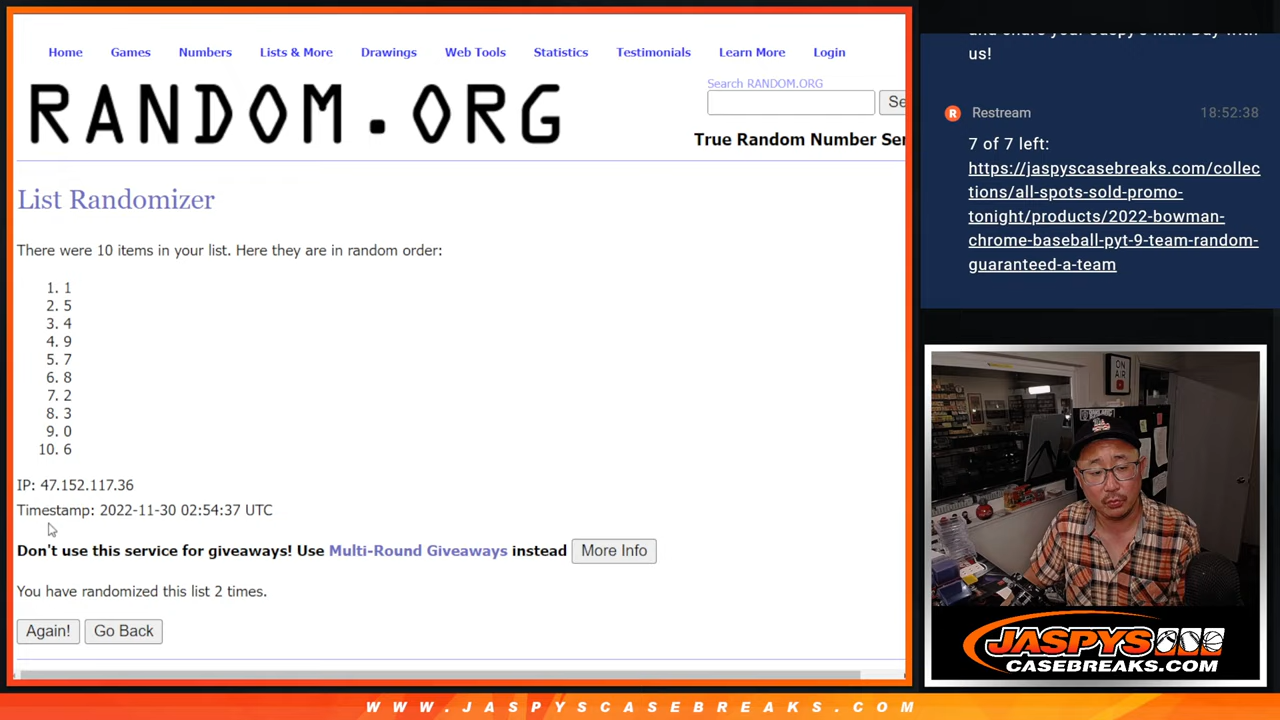 Home Games Numbers Lists & More Drawings Web Tools Statistics Testimonials Learn More Login
RANDOM.ORG
Search RANDOM.ORG
Se
True Random Number Ser
List Randomizer
There were 10 items in your list. Here they are in random order:
1. 1
2. 5
3. 4
4. 9
5. 7
6. 8
7. 2
8. 3
9. 0
10. 6
IP: 47.152.117.36
Timestamp: 2022-11-30 02:54:37 UTC
Don't use this service for giveaways! Use Multi-Round Giveaways instead More Info
You have randomized this list 2 times.
Again! Go Back
us!
R Restream 18:52:38
7 of 7 left:
https://jaspyscasebreaks.com/collec
tions/all-spots-sold-promo-
tonight/products/2022-bowman-
chrome-baseball-pyt-9-team-random-
guaranteed-a-team
ON
AIR
JASPYS
CASEBREAKS.COM
WWW.JASPYSCASEBREAKS.COM